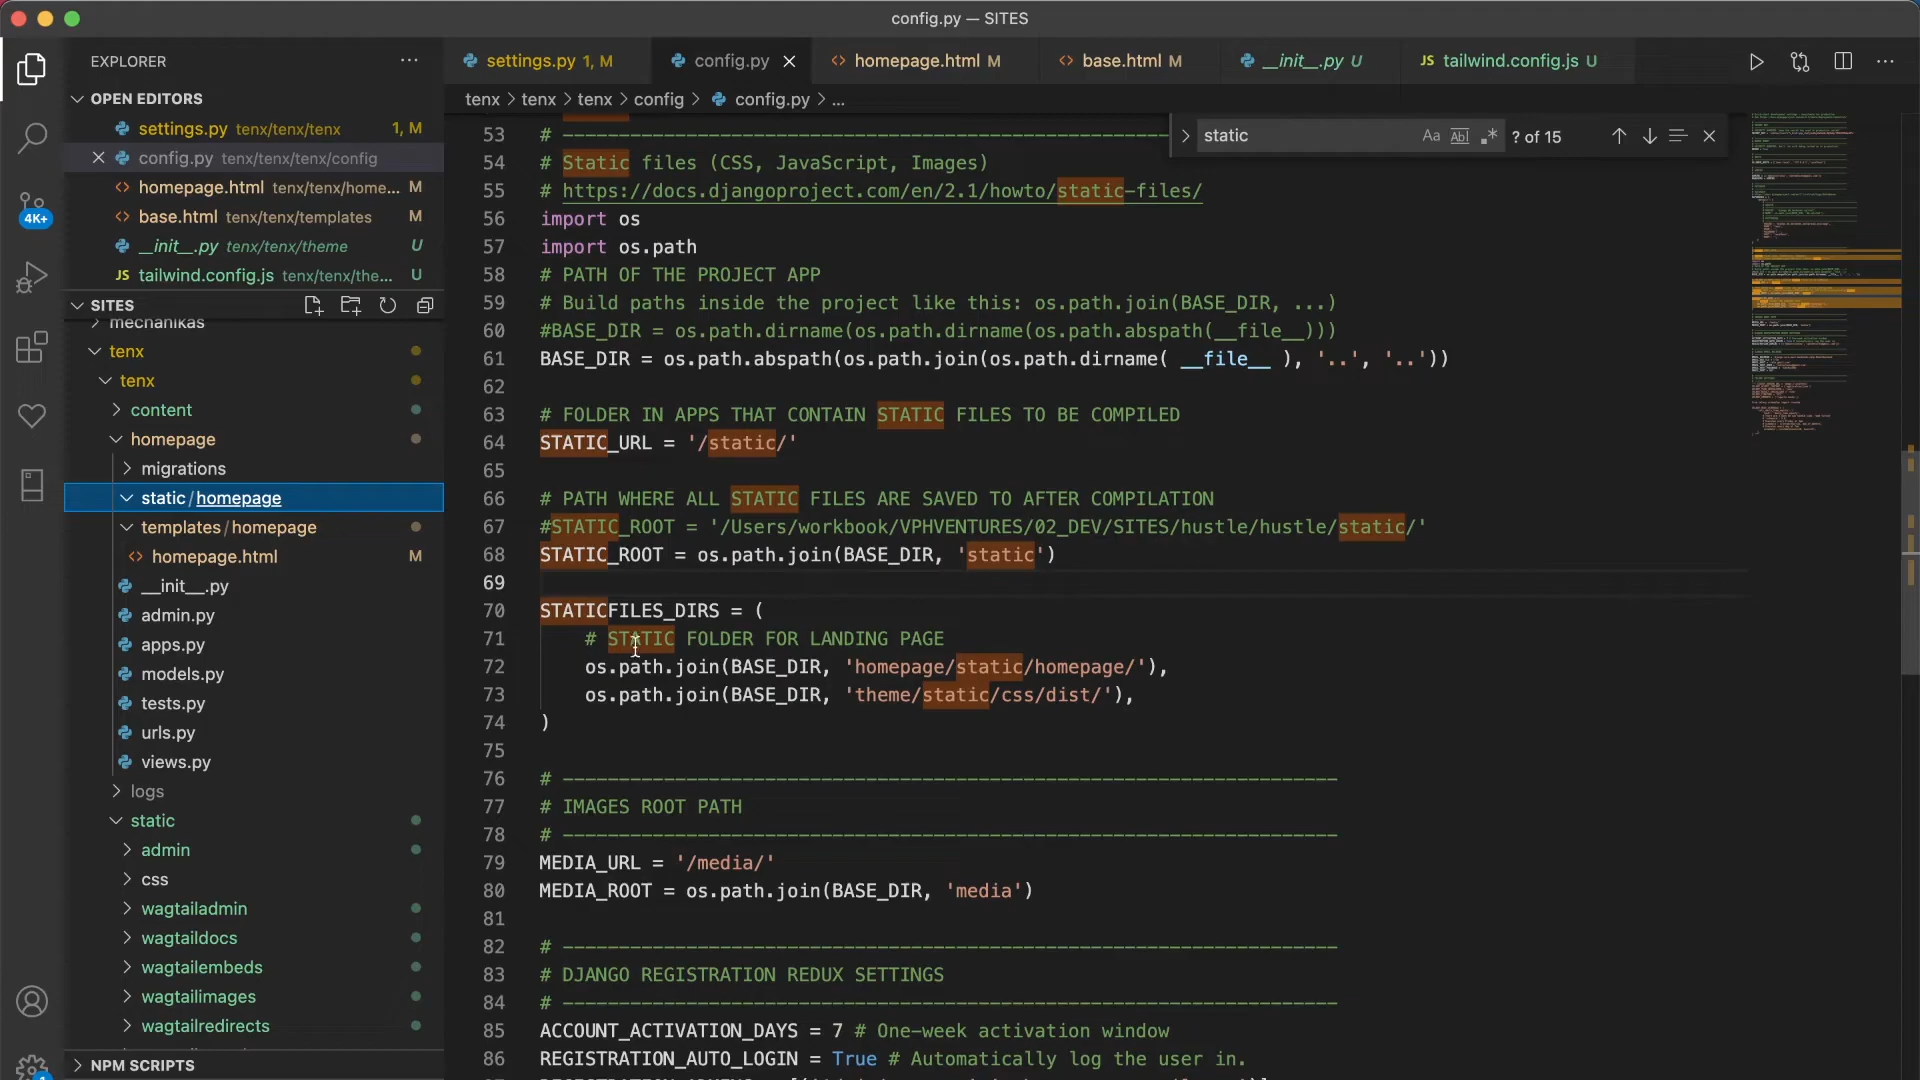 config.py — SITES
EXPLORER
OPEN EDITORS
settings.py tenx/tenx/tenx 1, M
config.py tenx/tenx/tenx/config
homepage.html tenx/tenx/home... M
base.html tenx/tenx/templates M
__init__.py tenx/tenx/theme U
JS tailwind.config.js tenx/tenx/the... U
4K+
SITES
mechanikas
tenx
tenx
content
homepage
migrations
static/homepage
templates/homepage
homepage.html M
__init__.py
admin.py
apps.py
models.py
tests.py
urls.py
views.py
logs
static
admin
css
wagtailadmin
wagtaildocs
wagtailembeds
wagtailimages
wagtailredirects
NPM SCRIPTS
settings.py 1, M
config.py
homepage.html M
base.html M
__init__.py U
JS tailwind.config.js U
tenx > tenx > tenx > config > config.py > ...
static Aa Ab ? of 15
53 # ---------------------------------------------------------------------
54 # Static files (CSS, JavaScript, Images)
55 # https://docs.djangoproject.com/en/2.1/howto/static-files/
56 import os
57 import os.path
58 # PATH OF THE PROJECT APP
59 # Build paths inside the project like this: os.path.join(BASE_DIR, ...)
60 #BASE_DIR = os.path.dirname(os.path.dirname(os.path.abspath(__file__)))
61 BASE_DIR = os.path.abspath(os.path.join(os.path.dirname( __file__ ), '..', '..'))
62
63 # FOLDER IN APPS THAT CONTAIN STATIC FILES TO BE COMPILED
64 STATIC_URL = '/static/'
65
66 # PATH WHERE ALL STATIC FILES ARE SAVED TO AFTER COMPILATION
67 #STATIC_ROOT = '/Users/workbook/VPHVENTURES/02_DEV/SITES/hustle/hustle/static/'
68 STATIC_ROOT = os.path.join(BASE_DIR, 'static')
69
70 STATICFILES_DIRS = (
71 # STATIC FOLDER FOR LANDING PAGE
72 os.path.join(BASE_DIR, 'homepage/static/homepage/'),
73 os.path.join(BASE_DIR, 'theme/static/css/dist/'),
74 )
75
76 # ---------------------------------------------------------------------
77 # IMAGES ROOT PATH
78 # ---------------------------------------------------------------------
79 MEDIA_URL = '/media/'
80 MEDIA_ROOT = os.path.join(BASE_DIR, 'media')
81
82 # ---------------------------------------------------------------------
83 # DJANGO REGISTRATION REDUX SETTINGS
84 # ---------------------------------------------------------------------
85 ACCOUNT_ACTIVATION_DAYS = 7 # One-week activation window
86 REGISTRATION_AUTO_LOGIN = True # Automatically log the user in.